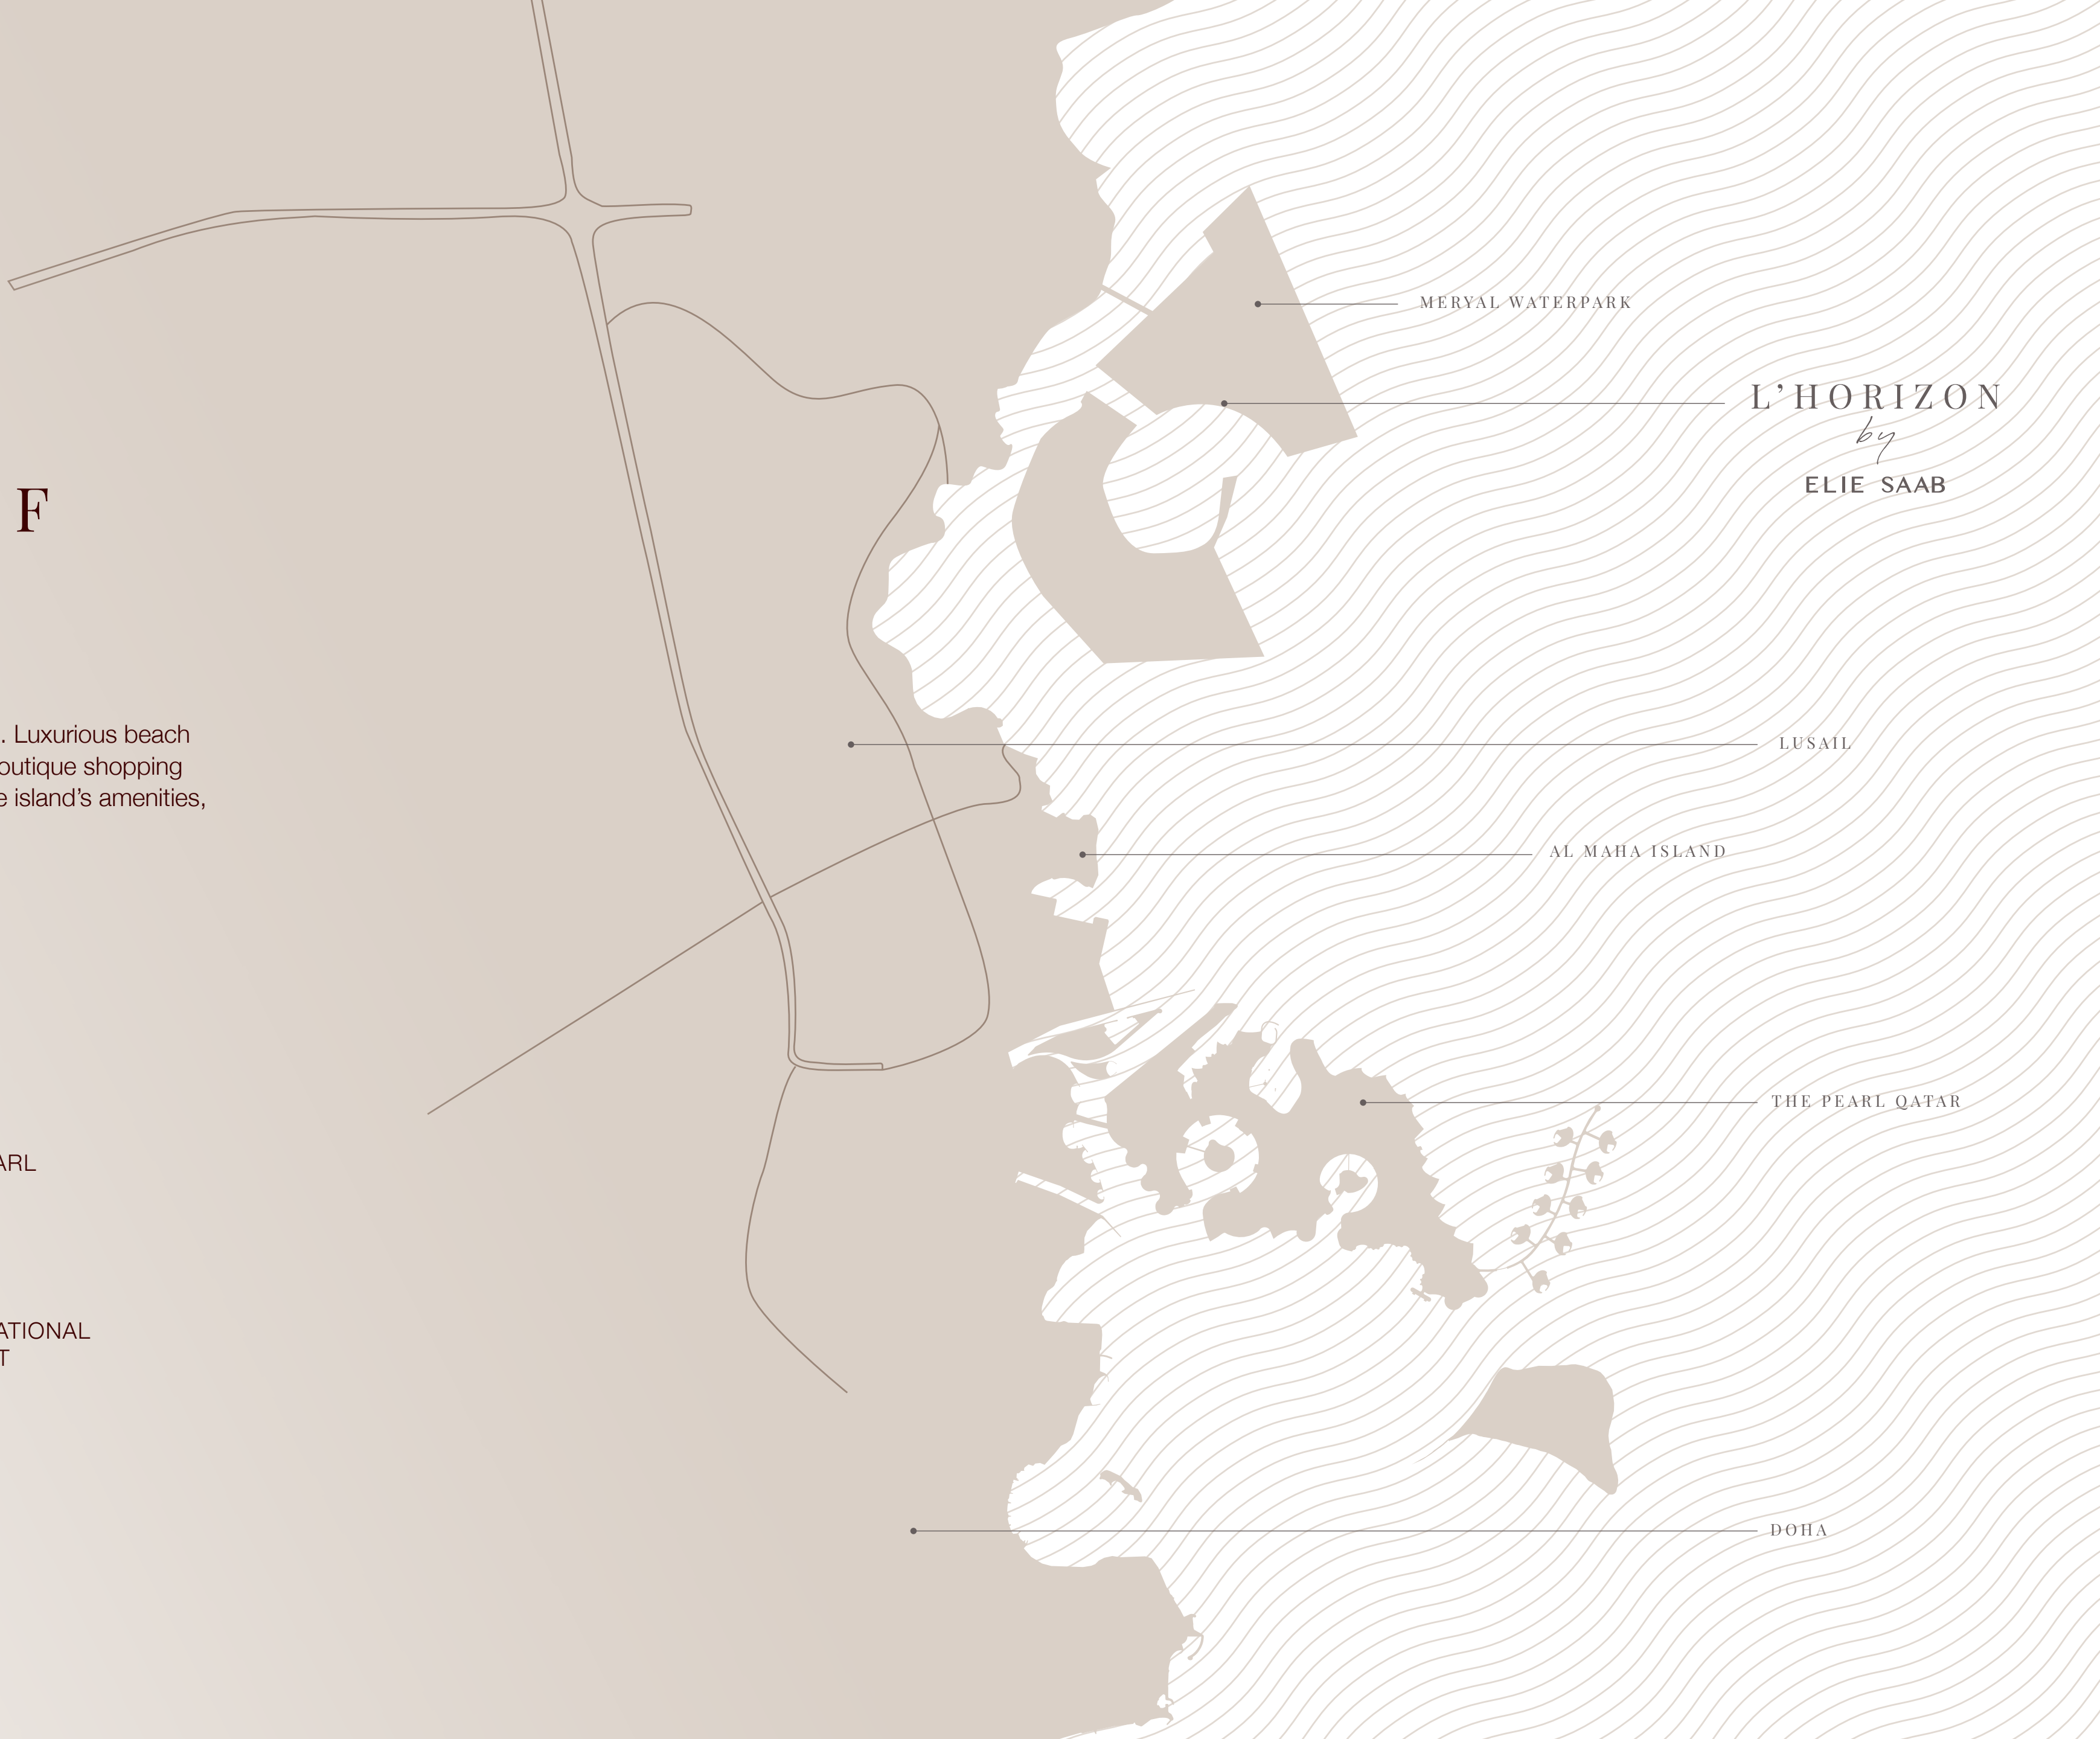 F
. Luxurious beach
outique shopping
e island’s amenities,
ARL
ATIONAL
T
MERYAL WATERPARK
L’HORIZON
by
ELIE SAAB
LUSAIL
AL MAHA ISLAND
THE PEARL QATAR
DOHA